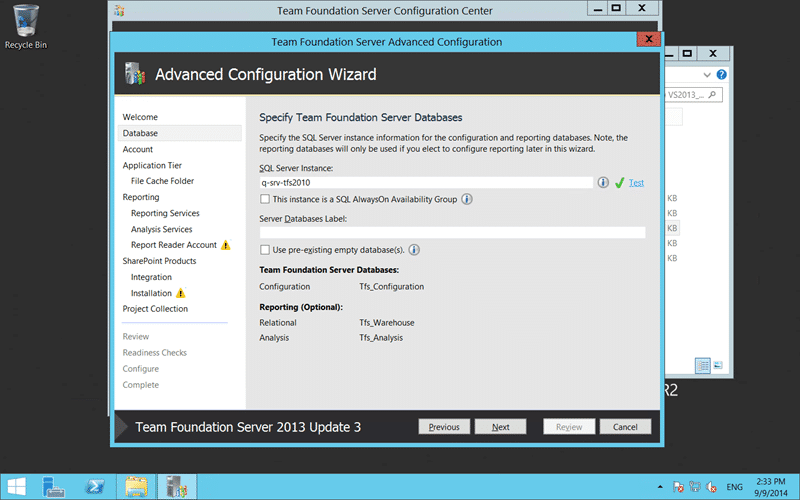 Recycle Bin
Team Foundation Server Configuration Center
Team Foundation Server Advanced Configuration
Advanced Configuration Wizard
Welcome
Database
Account
Application Tier
File Cache Folder
Reporting
Reporting Services
Analysis Services
Report Reader Account
SharePoint Products
Integration
Installation
Project Collection
Review
Readiness Checks
Configure
Complete
Specify Team Foundation Server Databases
Specify the SQL Server instance information for the configuration and reporting databases. Note, the
reporting databases will only be used if you elect to configure reporting later in this wizard.
SQL Server Instance:
q-srv-tfs2010
Test
This instance is a SQL AlwaysOn Availability Group
Server Databases Label:
Use pre-existing empty database(s).
Team Foundation Server Databases:
Configuration Tfs_Configuration
Reporting (Optional):
Relational Tfs_Warehouse
Analysis Tfs_Analysis
Team Foundation Server 2013 Update 3
Previous Next Review Cancel
VS2013_...
KB
KB
KB
KB
KB
R2
ENG
2:33 PM
9/9/2014